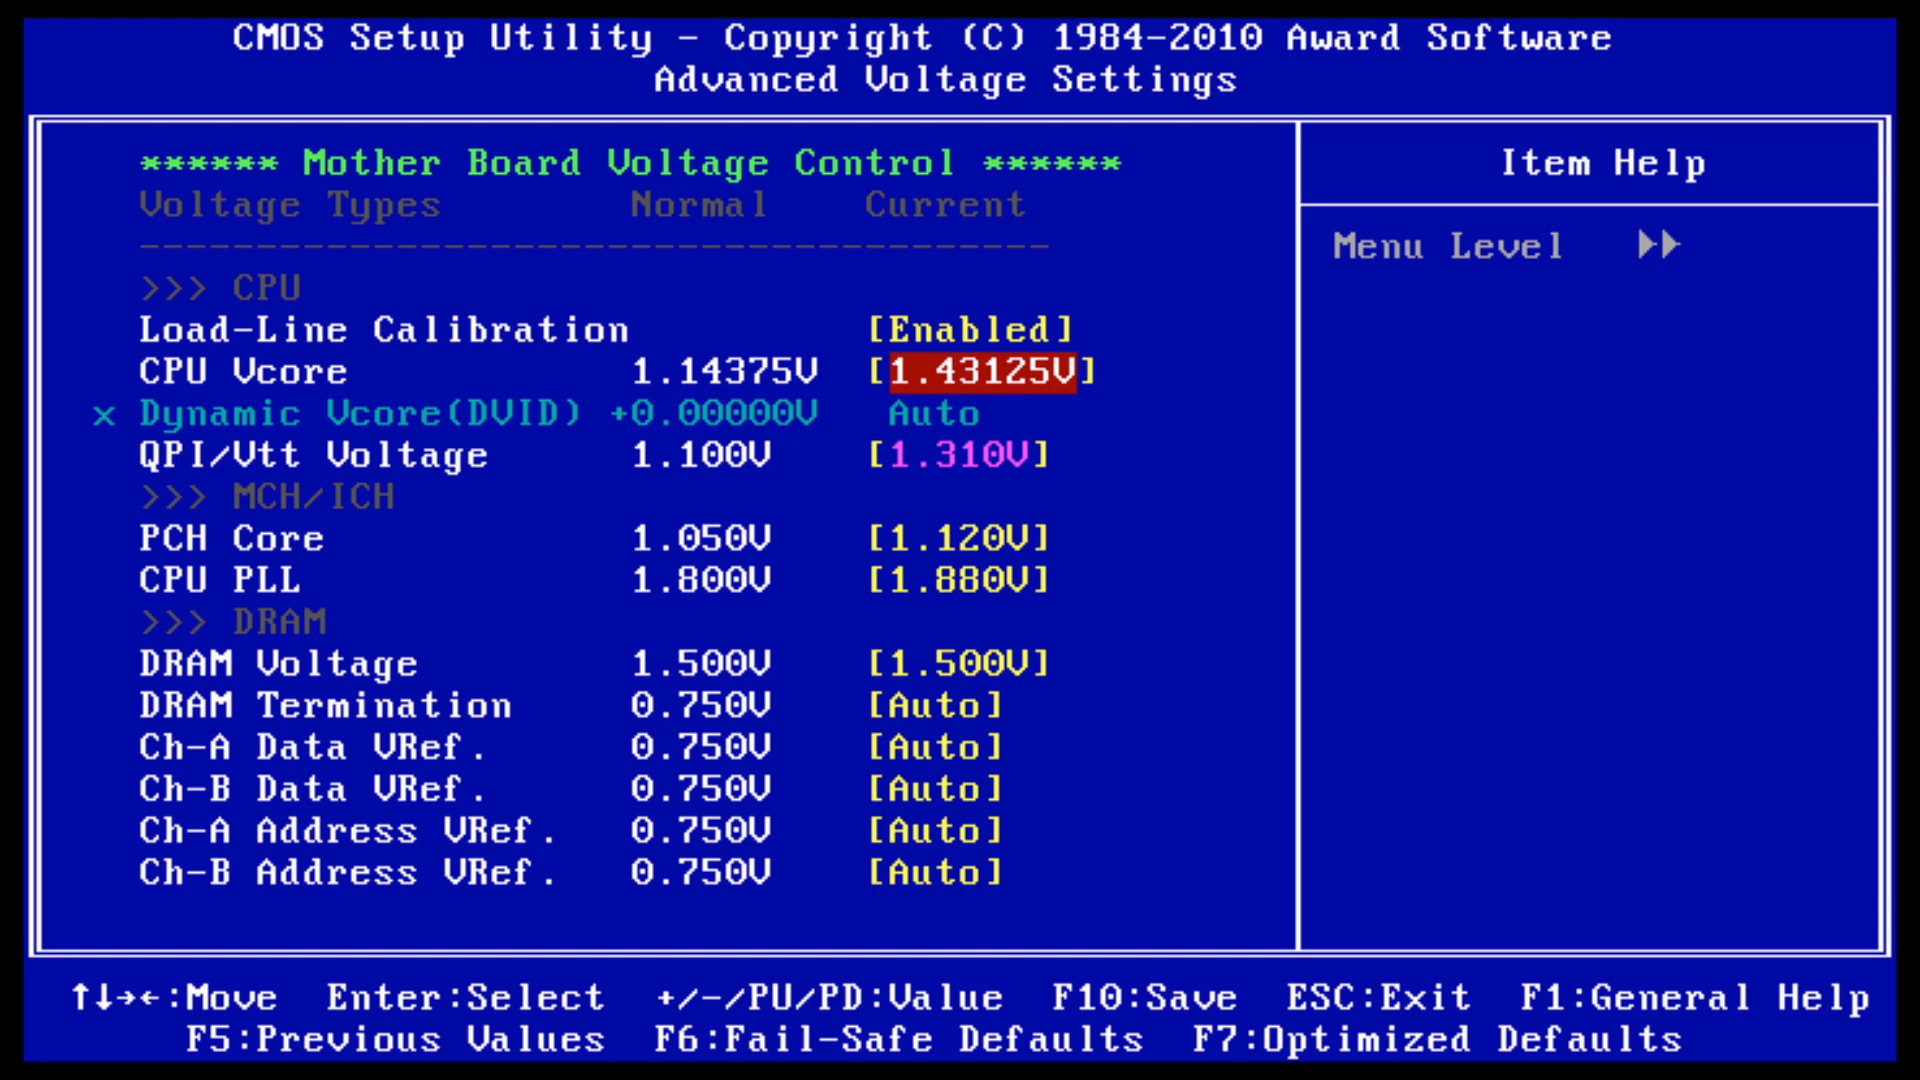 CMOS Setup Utility - Copyright (C) 1984-2010 Award Software
Advanced Voltage Settings
****** Mother Board Voltage Control ******
Item Help
Voltage Types Normal Current
---------------------------------------
Menu Level ▸▸
>>> CPU
Load-Line Calibration [Enabled]
CPU Vcore 1.14375V [1.43125V]
x Dynamic Vcore(DVID) +0.00000V Auto
QPI/Vtt Voltage 1.100V [1.310V]
>>> MCH/ICH
PCH Core 1.050V [1.120V]
CPU PLL 1.800V [1.880V]
>>> DRAM
DRAM Voltage 1.500V [1.500V]
DRAM Termination 0.750V [Auto]
Ch-A Data VRef. 0.750V [Auto]
Ch-B Data VRef. 0.750V [Auto]
Ch-A Address VRef. 0.750V [Auto]
Ch-B Address VRef. 0.750V [Auto]
↑↓→←:Move Enter:Select +/-/PU/PD:Value F10:Save ESC:Exit F1:General Help
F5:Previous Values F6:Fail-Safe Defaults F7:Optimized Defaults